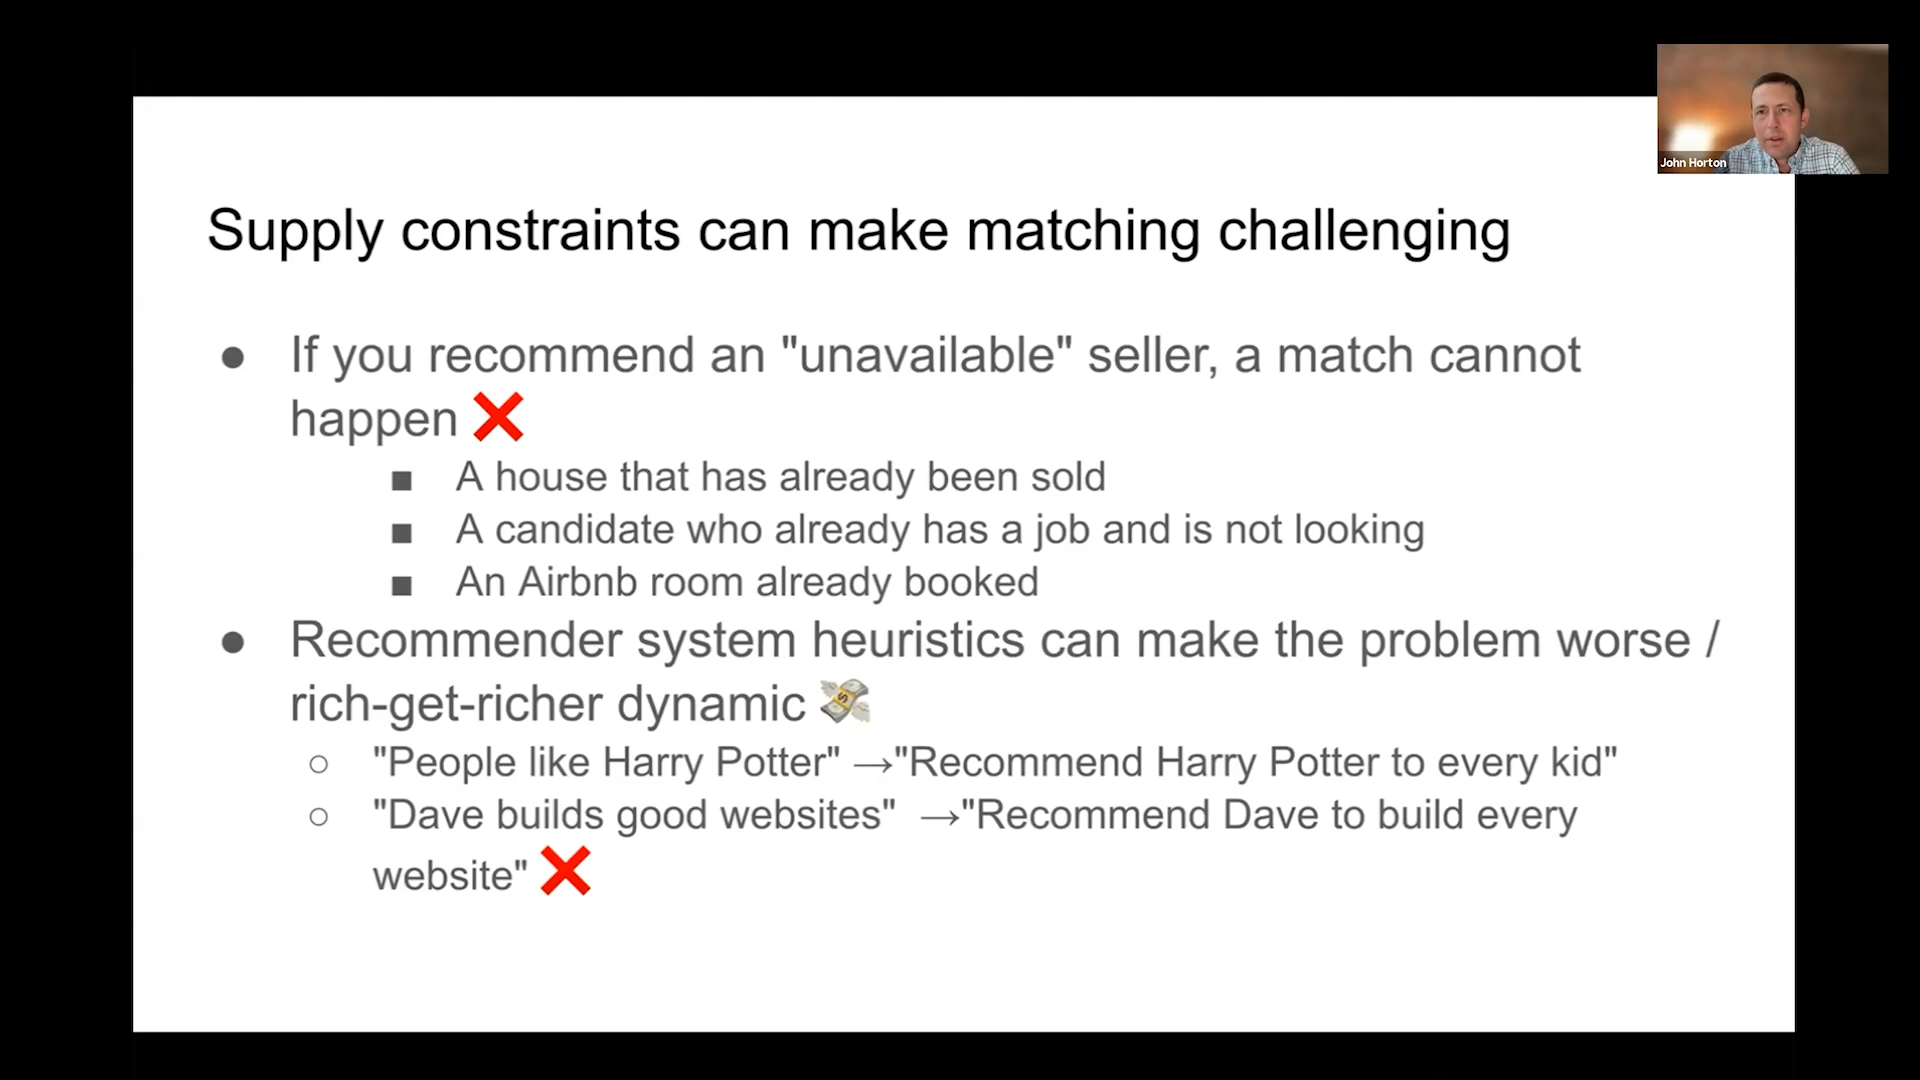 John Horton
Supply constraints can make matching challenging
● If you recommend an "unavailable" seller, a match cannot
happen ❌
■ A house that has already been sold
■ A candidate who already has a job and is not looking
■ An Airbnb room already booked
● Recommender system heuristics can make the problem worse /
rich-get-richer dynamic 💸
○ "People like Harry Potter" →"Recommend Harry Potter to every kid"
○ "Dave builds good websites" →"Recommend Dave to build every
website" ❌